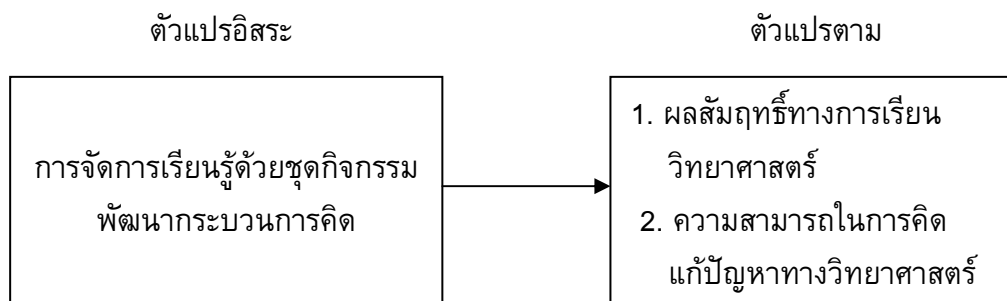 ตัวแปรอิสระ
ตัวแปรตาม
การจัดการเรียนรู้ด้วยชุดกิจกรรม
พัฒนากระบวนการคิด
1. ผลสัมฤทธิ์ทางการเรียน
วิทยาศาสตร์
2. ความสามารถในการคิด
แก้ปัญหาทางวิทยาศาสตร์